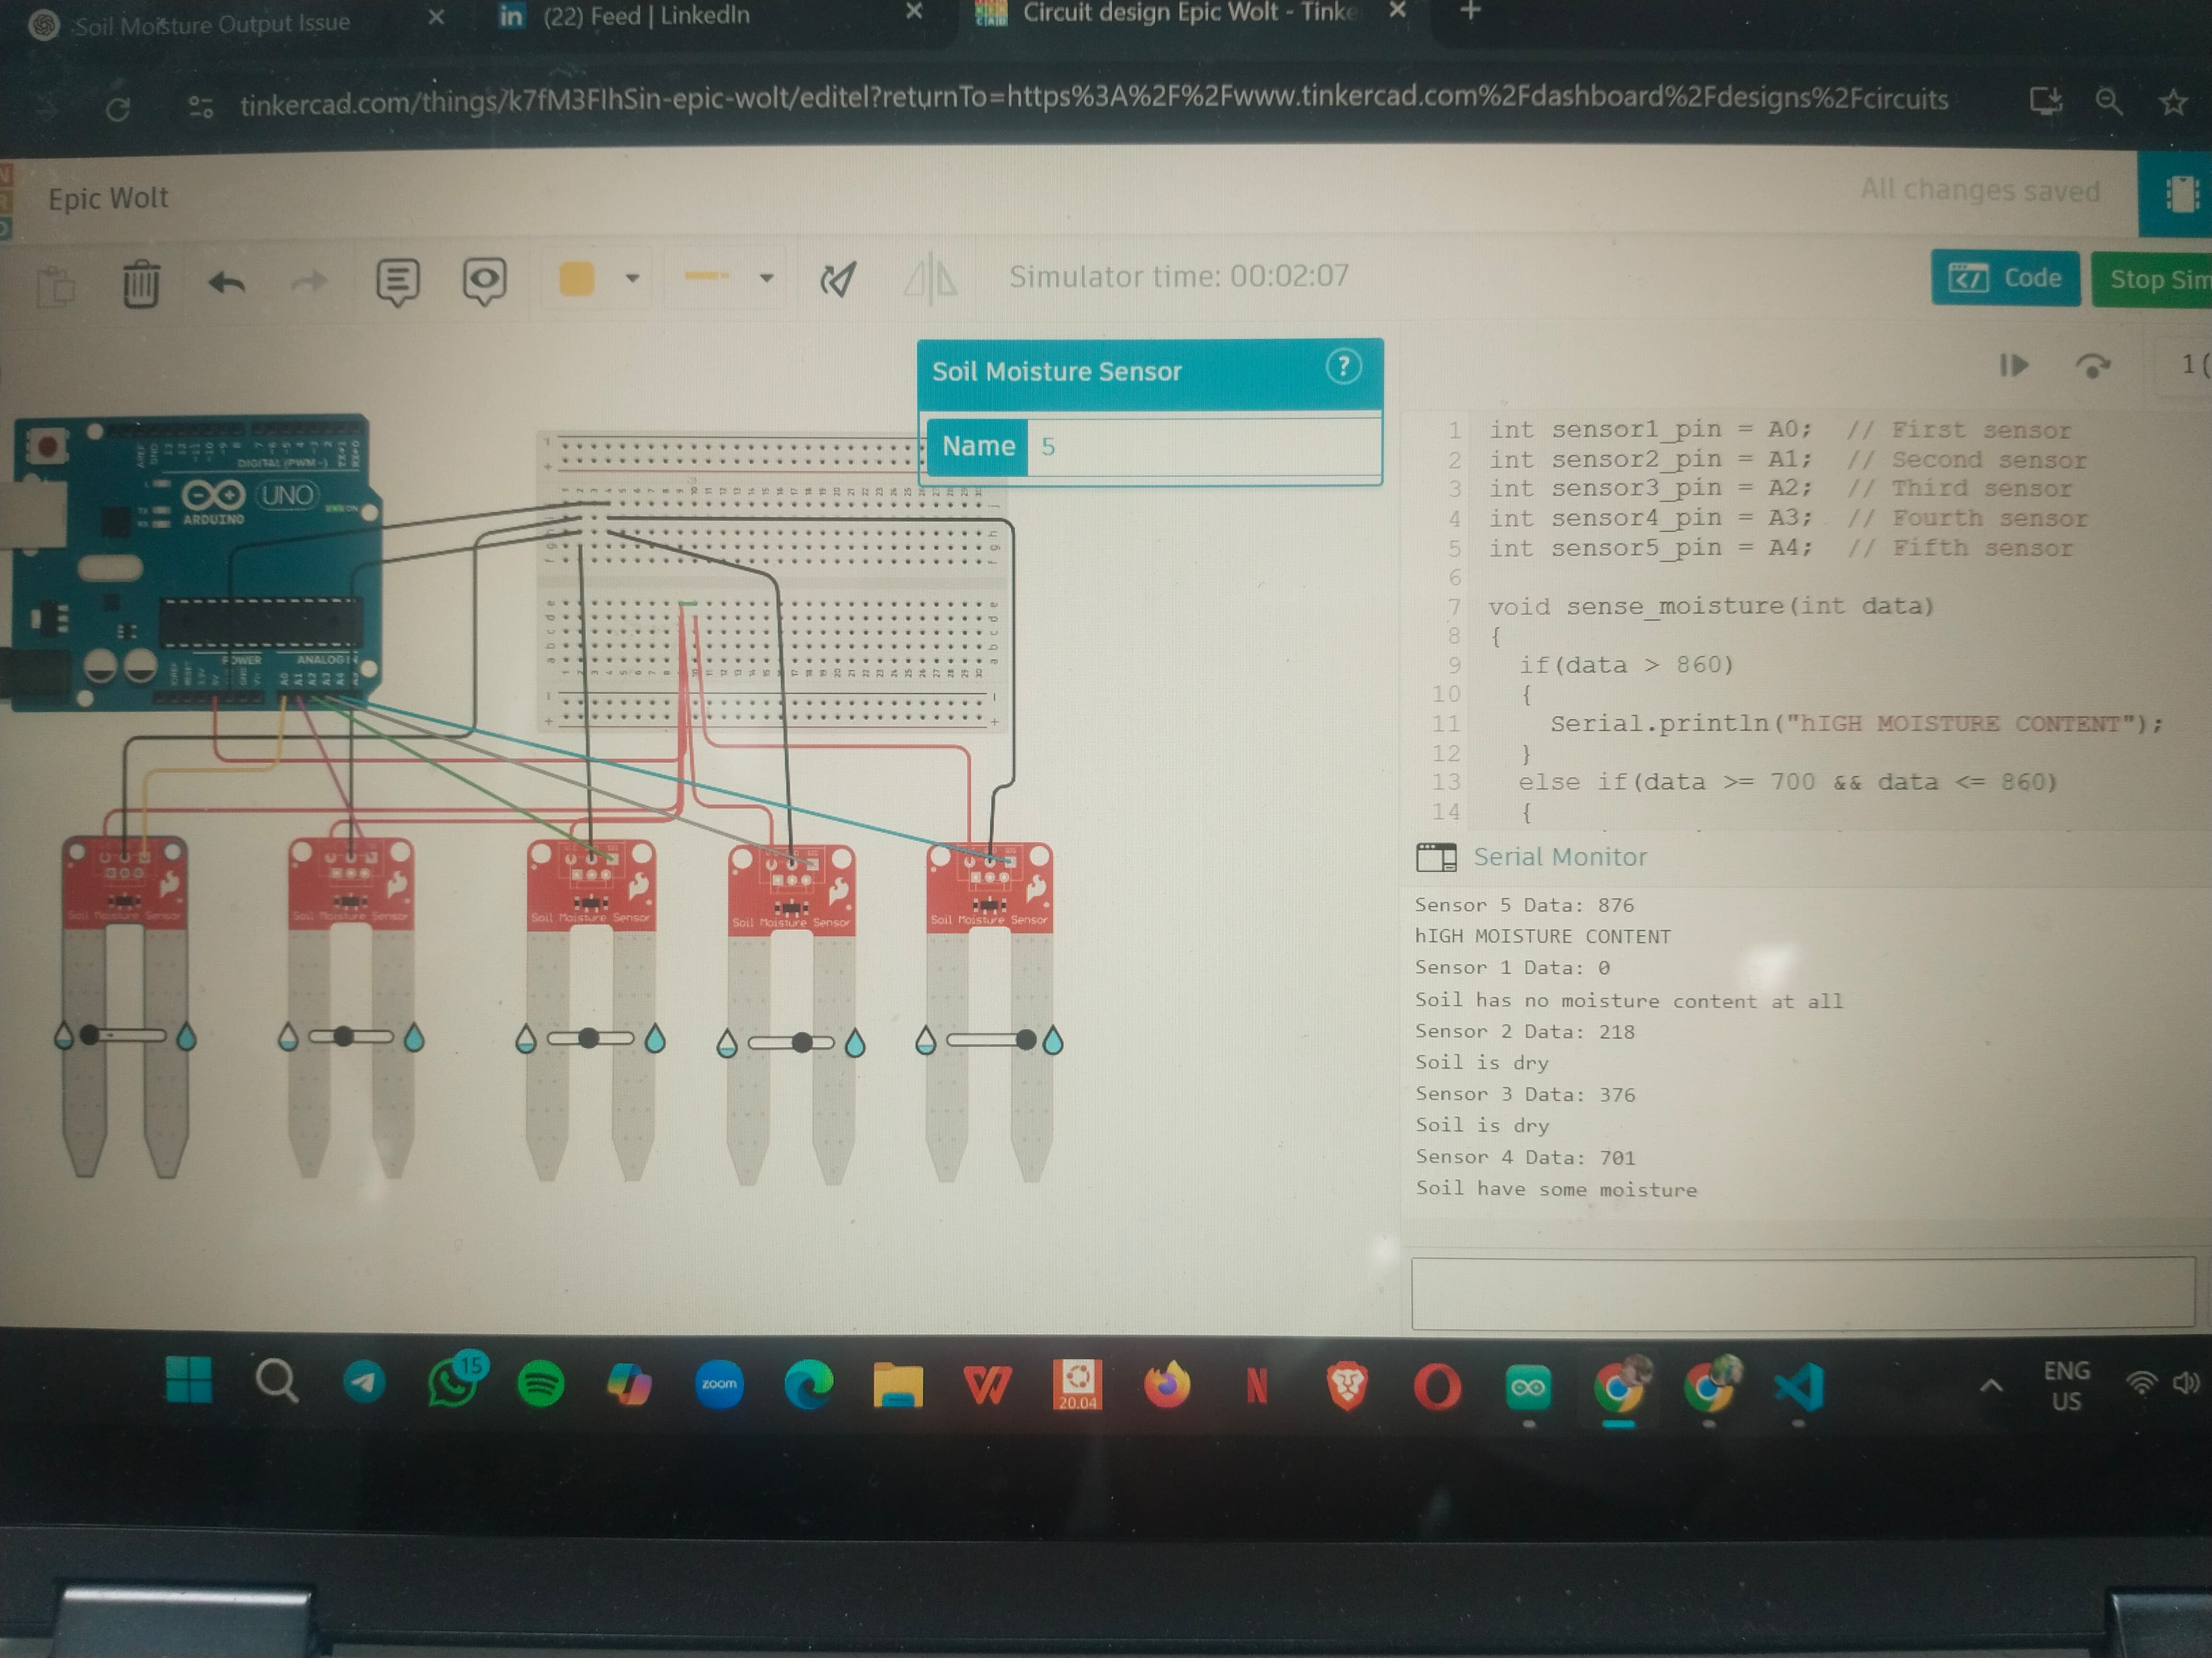 Soil Moisture Output Issue
in (22) Feed | LinkedIn
Circuit design Epic Wolt - Tinke
tinkercad.com/things/k7fM3FlhSin-epic-wolt/editel?returnTo=https%3A%2F%2Fwww.tinkercad.com%2Fdashboard%2Fdesigns%2Fcircuits
Epic Wolt
All changes saved
Simulator time: 00:02:07
Code
Stop Sim
Soil Moisture Sensor
?
Name 5
1 (
DIGITAL (PWM~)
UNO
ARDUINO
ON
POWER
A0 A1 A2 A3 A4
1 int sensor1_pin = A0; // First sensor
2 int sensor2_pin = A1; // Second sensor
3 int sensor3_pin = A2; // Third sensor
4 int sensor4_pin = A3; // Fourth sensor
5 int sensor5_pin = A4; // Fifth sensor
6
7 void sense_moisture(int data)
8 {
9 if(data > 860)
10 {
11 Serial.println("hIGH MOISTURE CONTENT");
12 }
13 else if(data >= 700 && data <= 860)
14 {
Serial Monitor
Sensor 5 Data: 876
hIGH MOISTURE CONTENT
Sensor 1 Data: 0
Soil has no moisture content at all
Sensor 2 Data: 218
Soil is dry
Sensor 3 Data: 376
Soil is dry
Sensor 4 Data: 701
Soil have some moisture
Soil Moisture Sensor
Soil Moisture Sensor
Soil Moisture Sensor
Soil Moisture Sensor
Soil Moisture Sensor
15
zoom
20.04
ENG
US